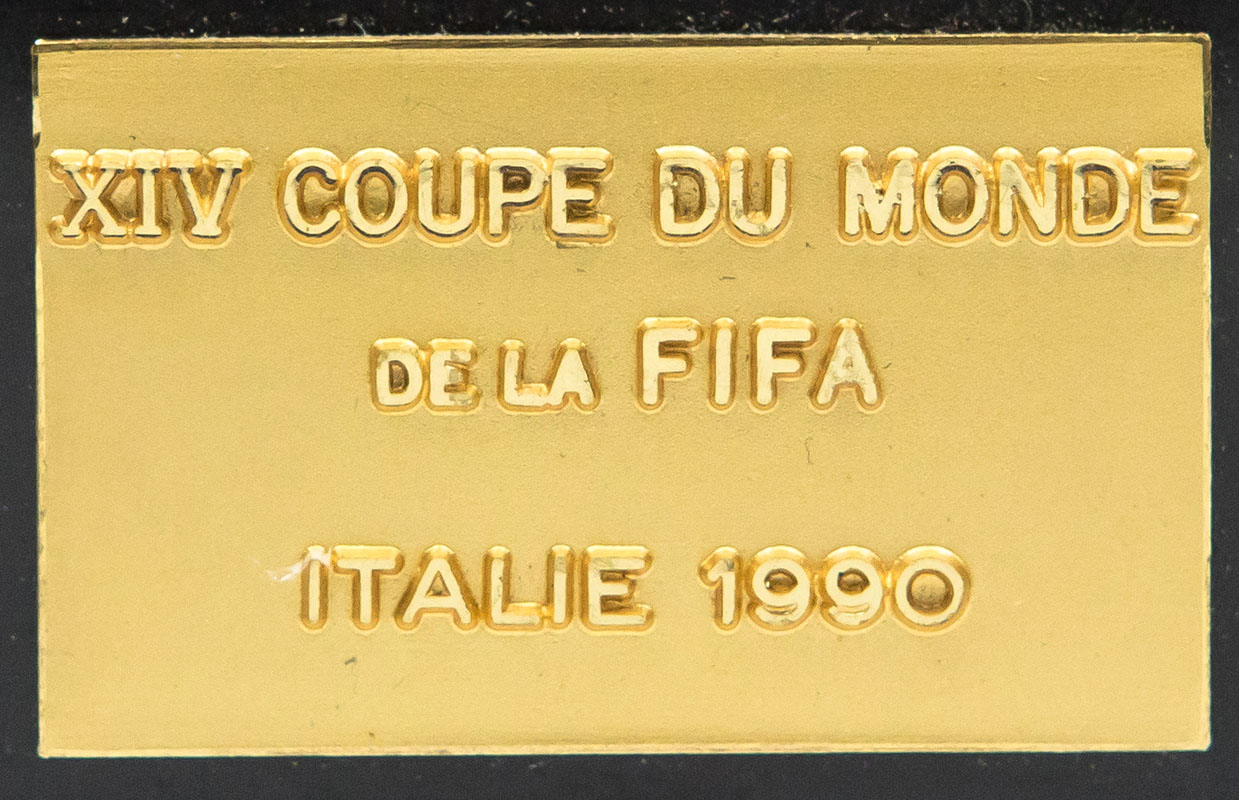 XIV COUPE DU MONDE
DE LA FIFA
ITALIE 1990